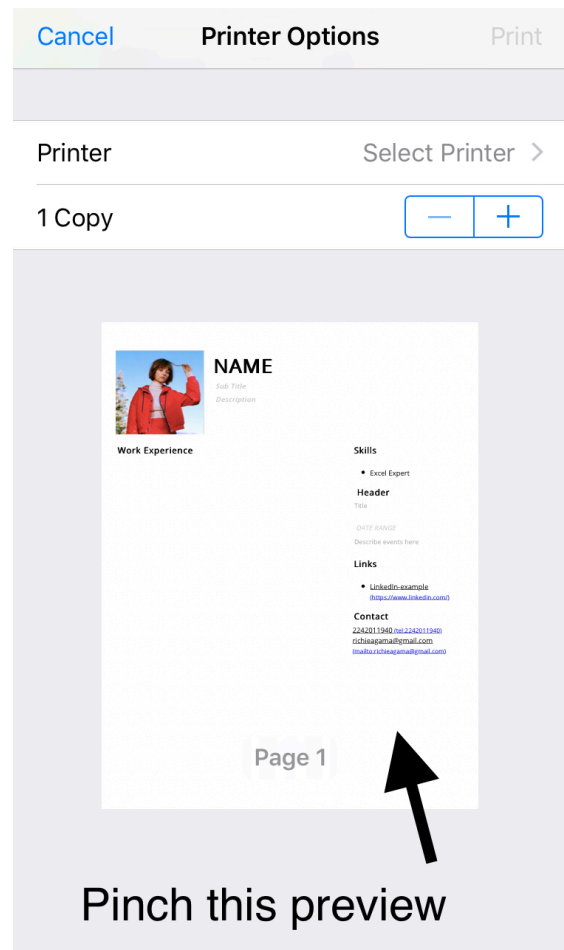 Cancel Printer Options Print
Printer Select Printer
1 Copy
NAME
Sub Title
Description
Work Experience
Skills
• Excel Expert
Header
Title
DATE RANGE
Describe events here
Links
• LinkedIn-example
(https://www.linkedin.com/)
Contact
2242011940 (tel:2242011940)
richieagama@gmail.com
(mailto:richieagama@gmail.com)
Page 1
Pinch this preview